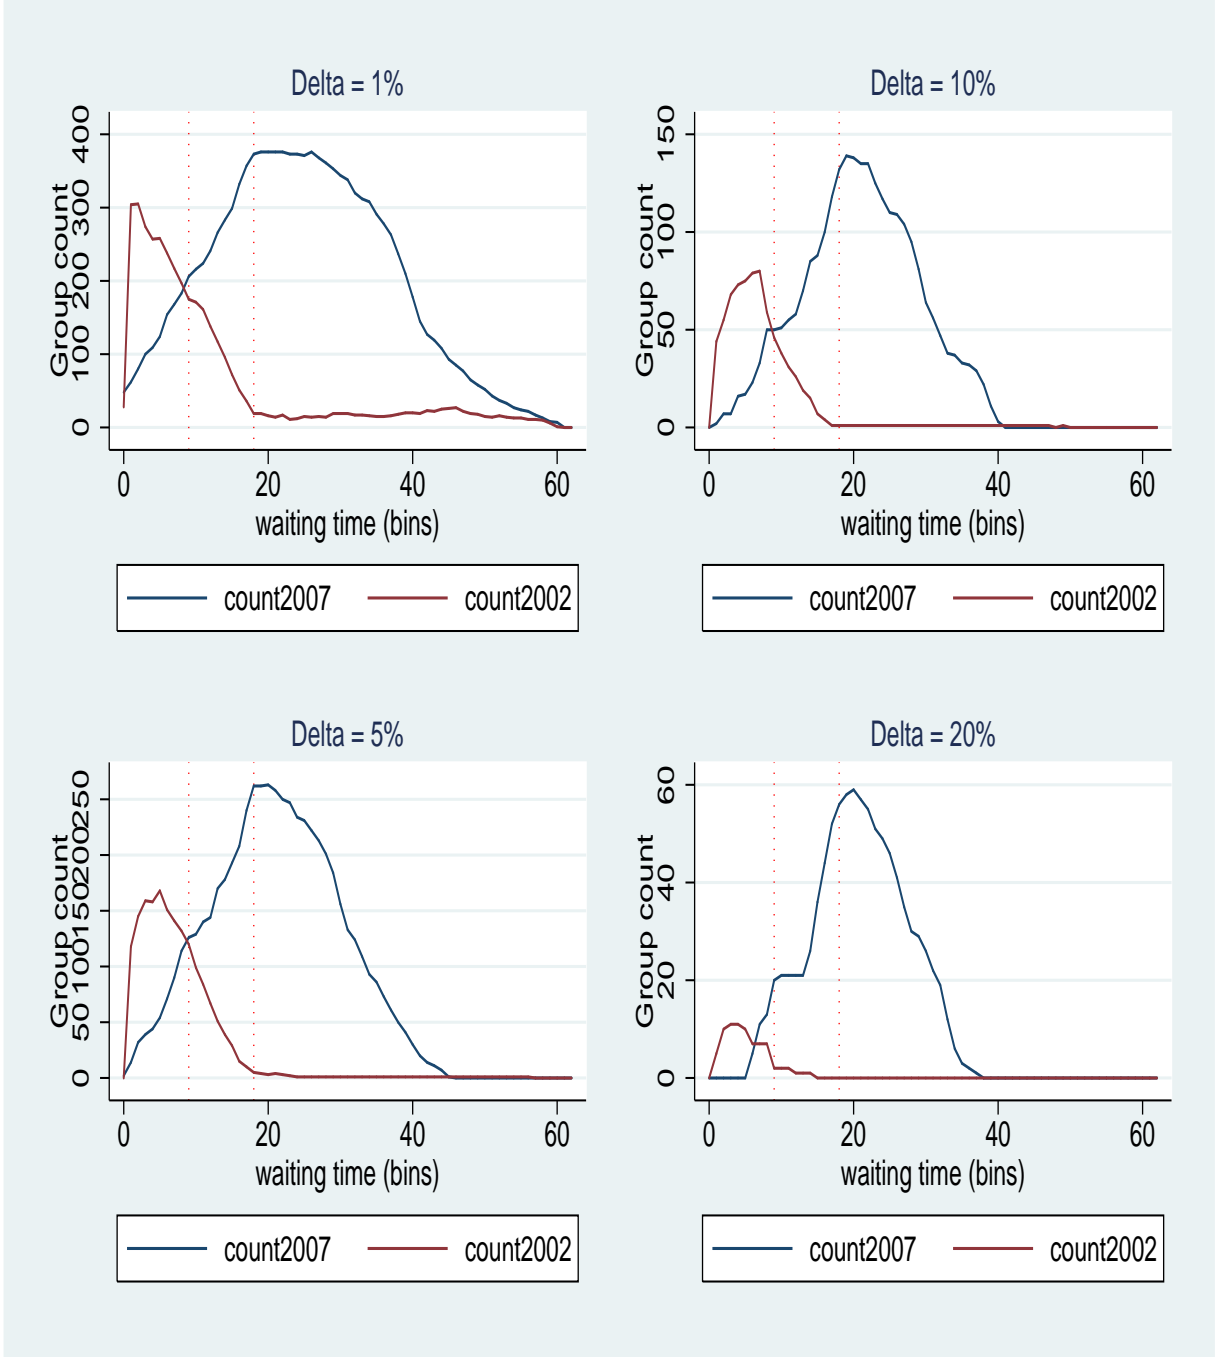 Delta = 1%
Group count
0 100 200 300 400
0 20 40 60
waiting time (bins)
count2007 count2002
Delta = 10%
Group count
0 50 100 150
0 20 40 60
waiting time (bins)
count2007 count2002
Delta = 5%
Group count
0 50 100 150 200 250
0 20 40 60
waiting time (bins)
count2007 count2002
Delta = 20%
Group count
0 20 40 60
0 20 40 60
waiting time (bins)
count2007 count2002